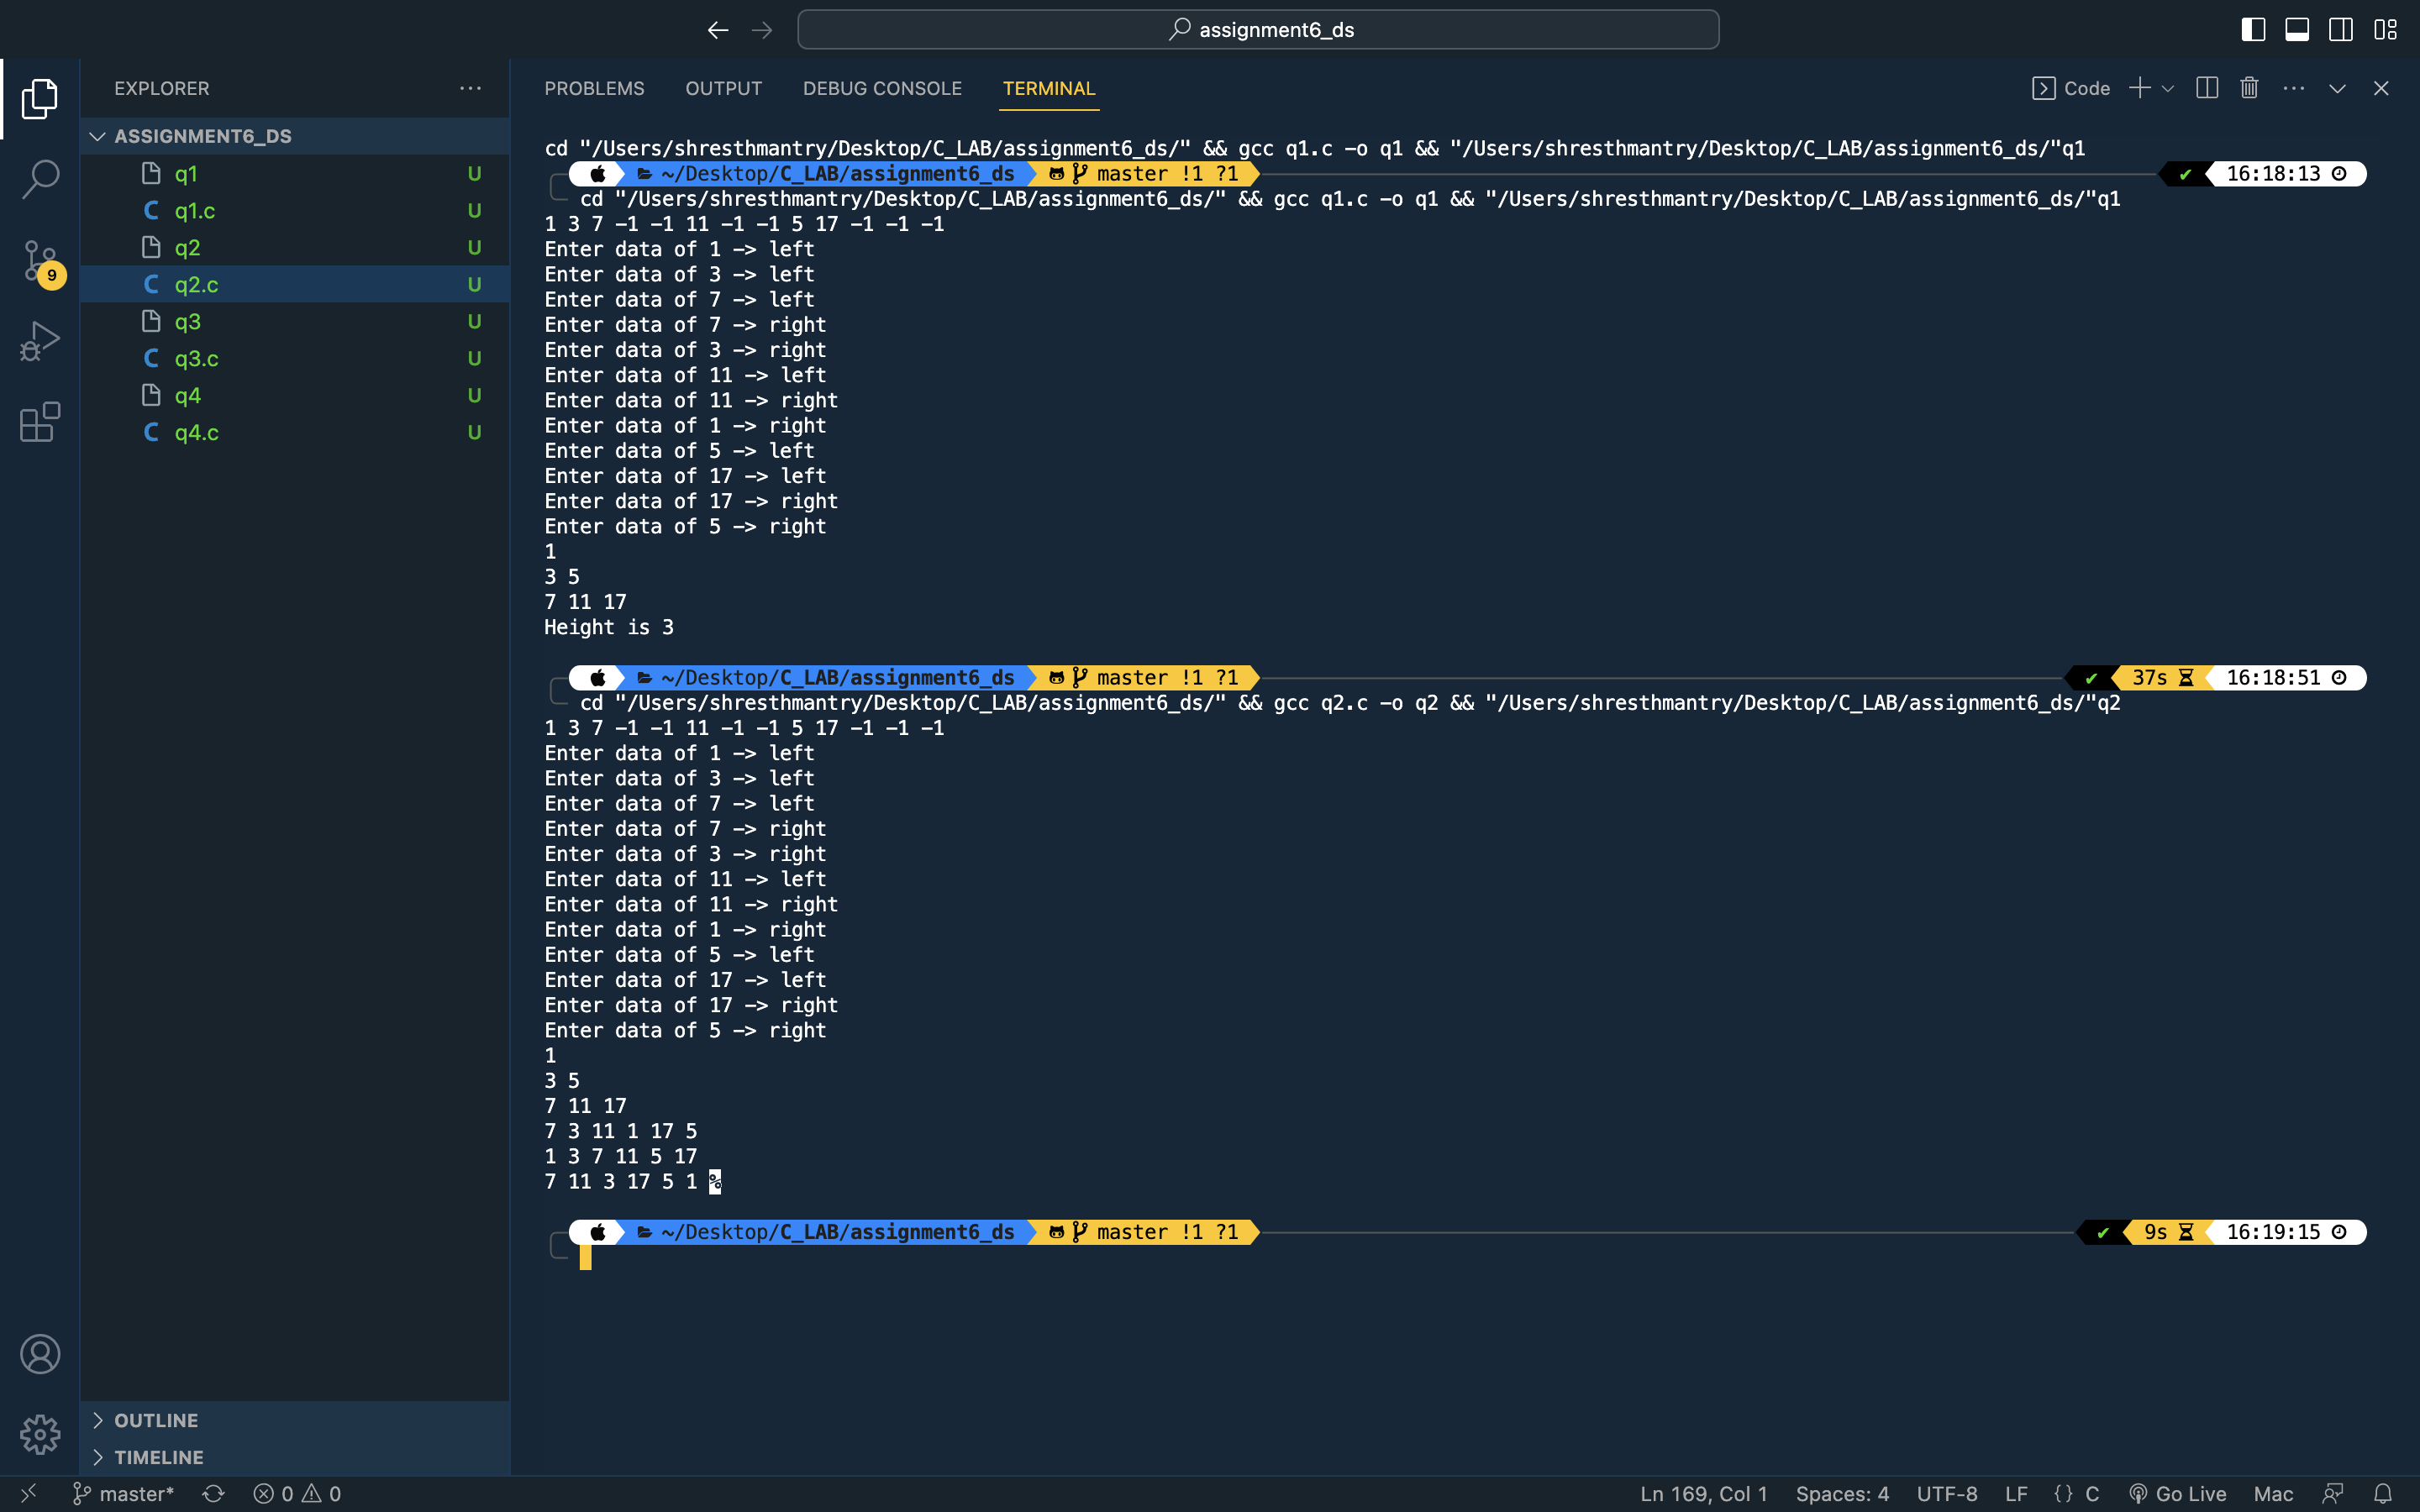 assignment6_ds
EXPLORER
ASSIGNMENT6_DS
q1 U
q1.c U
q2 U
q2.c U
q3 U
q3.c U
q4 U
q4.c U
9
OUTLINE
TIMELINE
PROBLEMS OUTPUT DEBUG CONSOLE TERMINAL
Code
cd "/Users/shresthmantry/Desktop/C_LAB/assignment6_ds/" && gcc q1.c -o q1 && "/Users/shresthmantry/Desktop/C_LAB/assignment6_ds/"q1
~/Desktop/C_LAB/assignment6_ds master !1 ?1 ✔ 16:18:13
cd "/Users/shresthmantry/Desktop/C_LAB/assignment6_ds/" && gcc q1.c -o q1 && "/Users/shresthmantry/Desktop/C_LAB/assignment6_ds/"q1
1 3 7 -1 -1 11 -1 -1 5 17 -1 -1 -1
Enter data of 1 -> left
Enter data of 3 -> left
Enter data of 7 -> left
Enter data of 7 -> right
Enter data of 3 -> right
Enter data of 11 -> left
Enter data of 11 -> right
Enter data of 1 -> right
Enter data of 5 -> left
Enter data of 17 -> left
Enter data of 17 -> right
Enter data of 5 -> right
1
3 5
7 11 17
Height is 3
~/Desktop/C_LAB/assignment6_ds master !1 ?1 ✔ 37s 16:18:51
cd "/Users/shresthmantry/Desktop/C_LAB/assignment6_ds/" && gcc q2.c -o q2 && "/Users/shresthmantry/Desktop/C_LAB/assignment6_ds/"q2
1 3 7 -1 -1 11 -1 -1 5 17 -1 -1 -1
Enter data of 1 -> left
Enter data of 3 -> left
Enter data of 7 -> left
Enter data of 7 -> right
Enter data of 3 -> right
Enter data of 11 -> left
Enter data of 11 -> right
Enter data of 1 -> right
Enter data of 5 -> left
Enter data of 17 -> left
Enter data of 17 -> right
Enter data of 5 -> right
1
3 5
7 11 17
7 3 11 1 17 5
1 3 7 11 5 17
7 11 3 17 5 1 %
~/Desktop/C_LAB/assignment6_ds master !1 ?1 ✔ 9s 16:19:15
master* 0 0 Ln 169, Col 1 Spaces: 4 UTF-8 LF {} C Go Live Mac